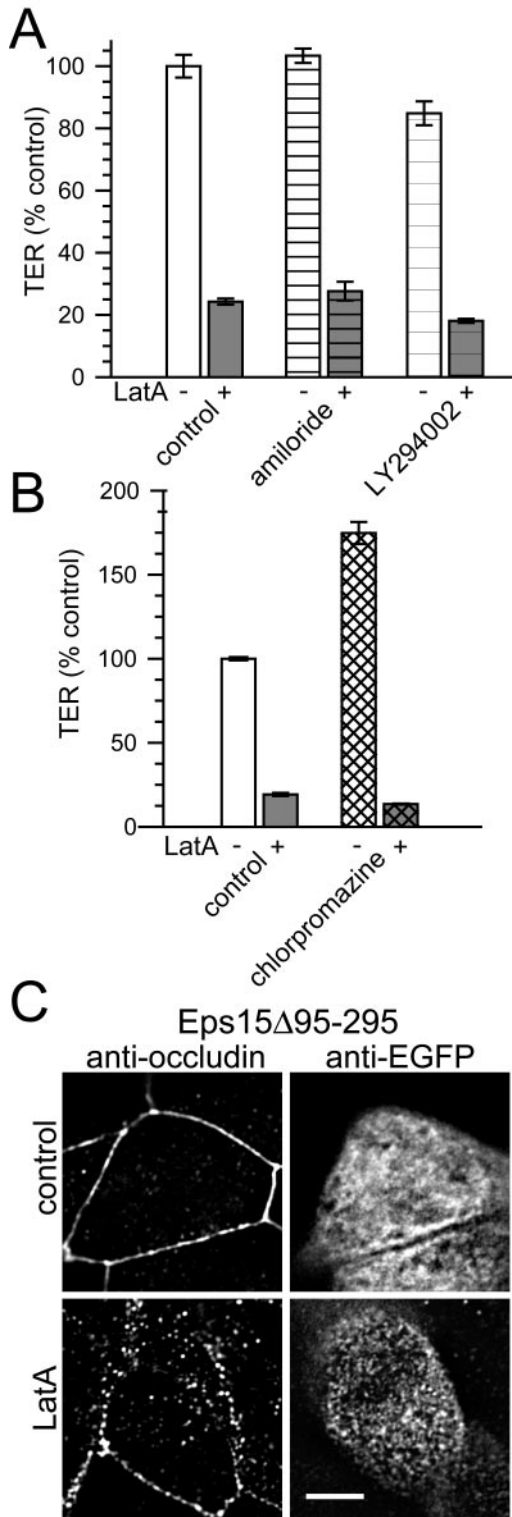 A
TER (% control)
100
80
60
40
20
0
LatA - + - + - +
control
amiloride
LY294002
B
TER (% control)
200
150
100
50
0
LatA - + - +
control
chlorpromazine
C
Eps15Δ95-295
anti-occludin anti-EGFP
control
LatA